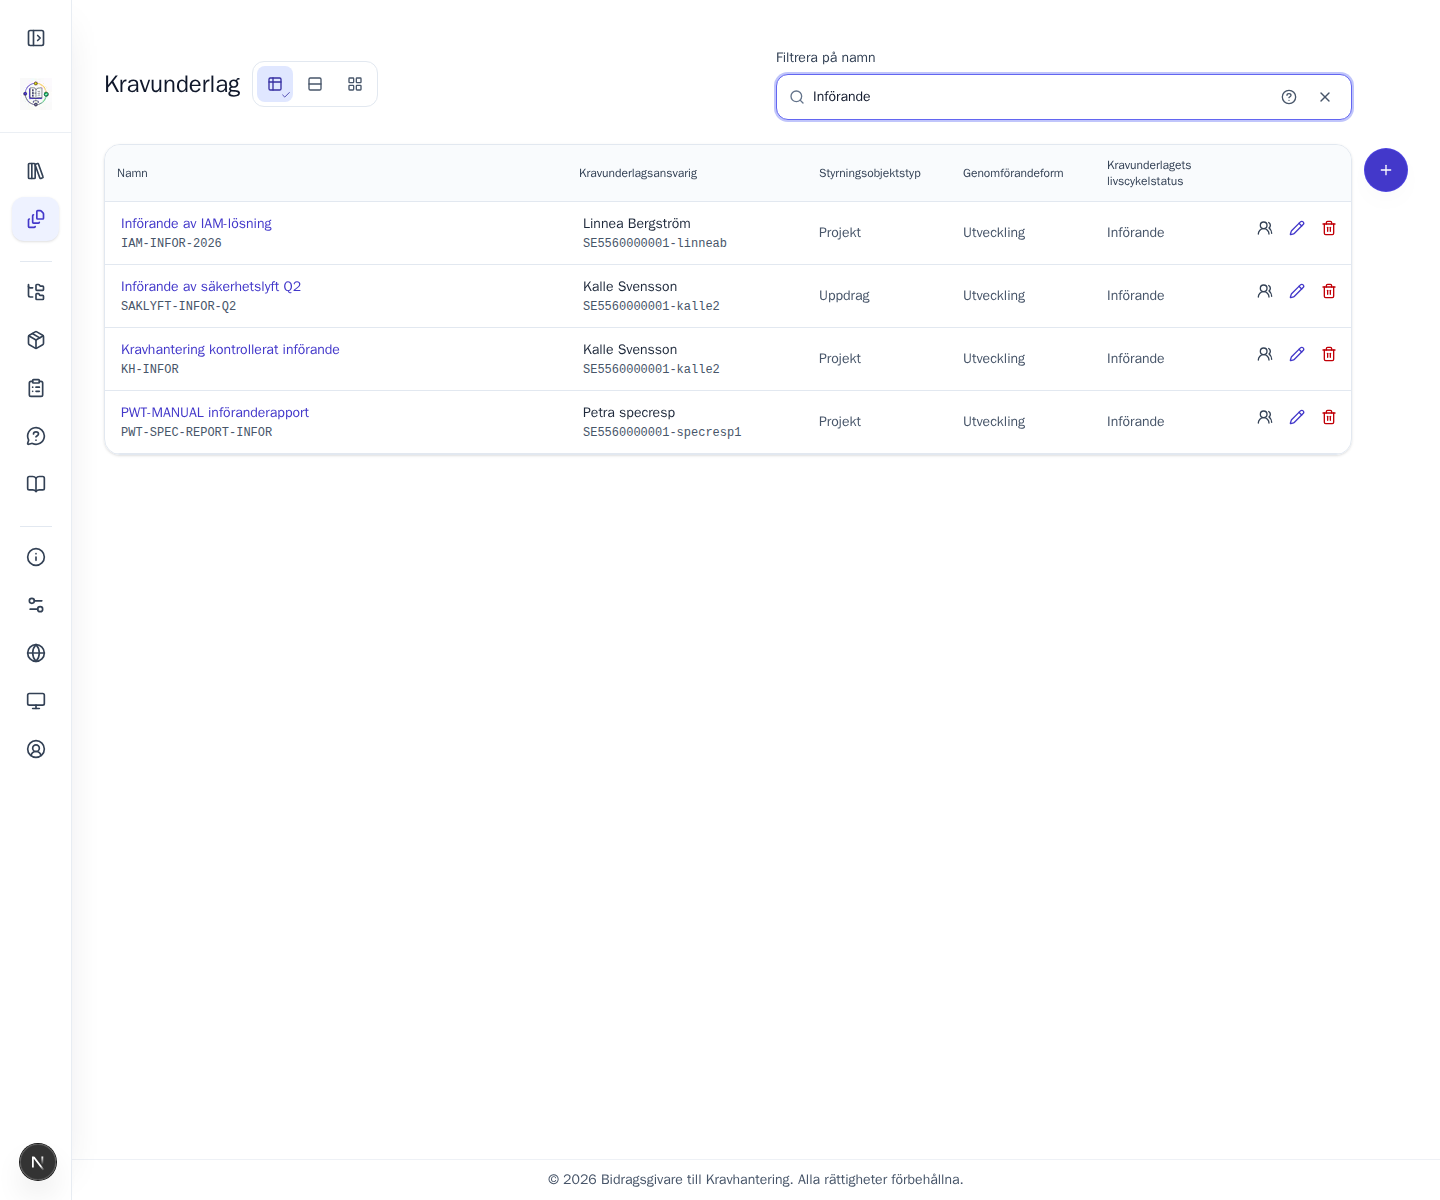 Filtrera på namn
Kravunderlag
Införande
Namn
Kravunderlagsansvarig
Styrningsobjektstyp
Genomförandeform
Kravunderlagets
livscykelstatus
Införande av IAM-lösning
IAM-INFOR-2026
Linnea Bergström
SE5560000001-linneab
Projekt
Utveckling
Införande
Införande av säkerhetslyft Q2
SAKLYFT-INFOR-Q2
Kalle Svensson
SE5560000001-kalle2
Uppdrag
Utveckling
Införande
Kravhantering kontrollerat införande
KH-INFOR
Kalle Svensson
SE5560000001-kalle2
Projekt
Utveckling
Införande
PWT-MANUAL införanderapport
PWT-SPEC-REPORT-INFOR
Petra specresp
SE5560000001-specresp1
Projekt
Utveckling
Införande
N
© 2026 Bidragsgivare till Kravhantering. Alla rättigheter förbehållna.